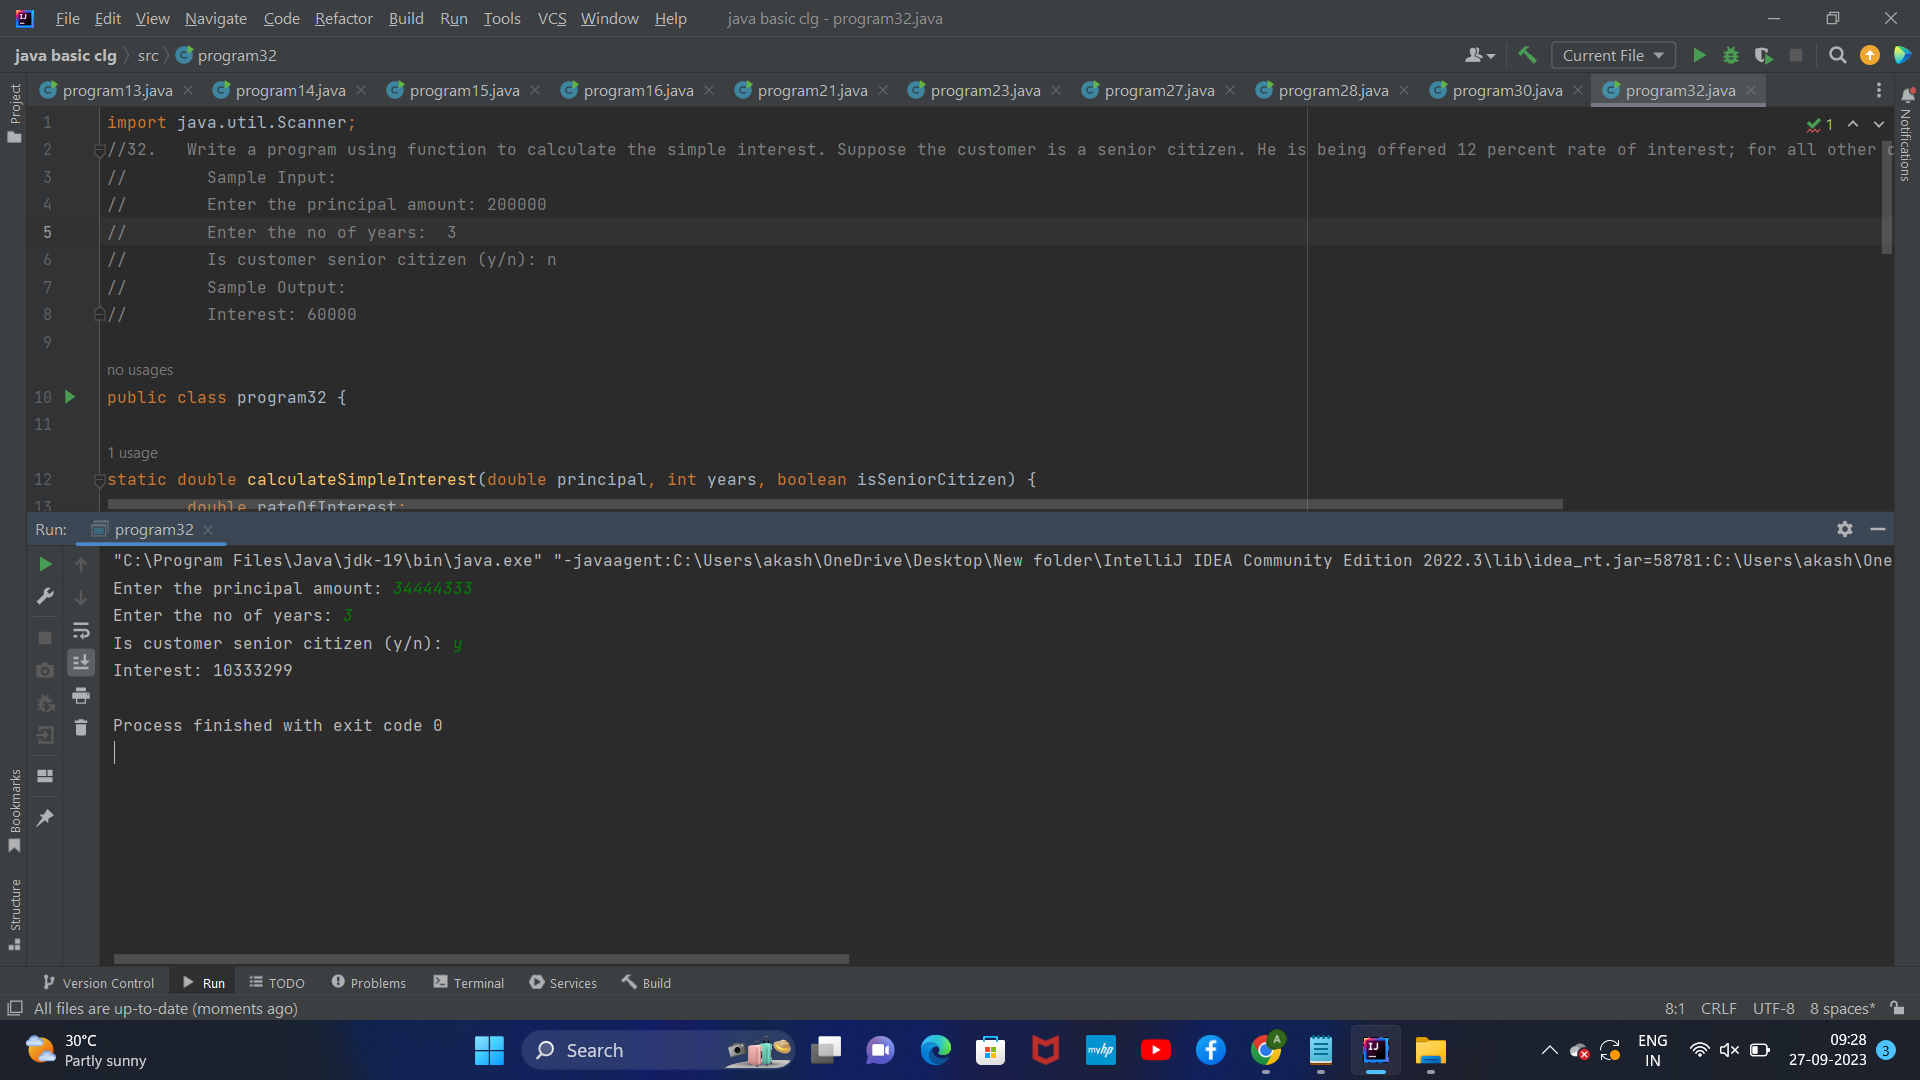 File Edit View Navigate Code Refactor Build Run Tools VCS Window Help java basic clg - program32.java
java basic clg src program32 Current File
program13.java program14.java program15.java program16.java program21.java program23.java program27.java program28.java program30.java program32.java
Project
Notifications
1 import java.util.Scanner; 1
2 //32. Write a program using function to calculate the simple interest. Suppose the customer is a senior citizen. He is being offered 12 percent rate of interest; for all other
3 // Sample Input:
4 // Enter the principal amount: 200000
5 // Enter the no of years: 3
6 // Is customer senior citizen (y/n): n
7 // Sample Output:
8 // Interest: 60000
9
no usages
10 public class program32 {
11
1 usage
12 static double calculateSimpleInterest(double principal, int years, boolean isSeniorCitizen) {
13 double rateOfInterest;
Run: program32
"C:\Program Files\Java\jdk-19\bin\java.exe" "-javaagent:C:\Users\akash\OneDrive\Desktop\New folder\IntelliJ IDEA Community Edition 2022.3\lib\idea_rt.jar=58781:C:\Users\akash\One
Enter the principal amount: 34444333
Enter the no of years: 3
Is customer senior citizen (y/n): y
Interest: 10333299
Process finished with exit code 0
Bookmarks
Structure
Version Control Run TODO Problems Terminal Services Build
All files are up-to-date (moments ago) 8:1 CRLF UTF-8 8 spaces*
30°C
Partly sunny
Search
myhp
A
IJ
ENG
IN
09:28
27-09-2023
3